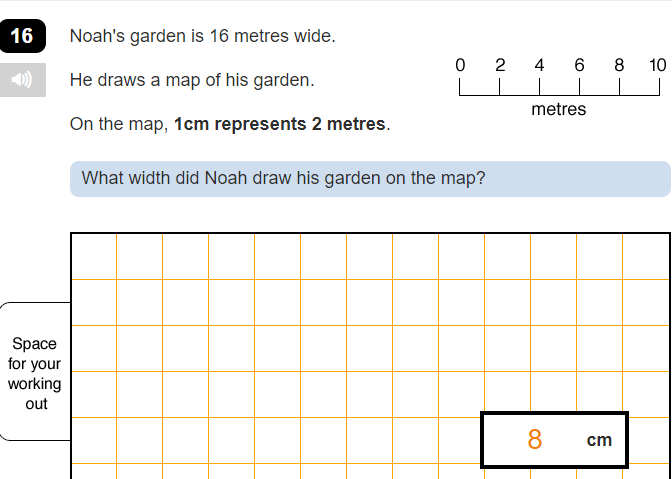 16
Noah's garden is 16 metres wide.
He draws a map of his garden.
0 2 4 6 8 10
metres
On the map, 1cm represents 2 metres.
What width did Noah draw his garden on the map?
Space
for your
working
out
8 cm